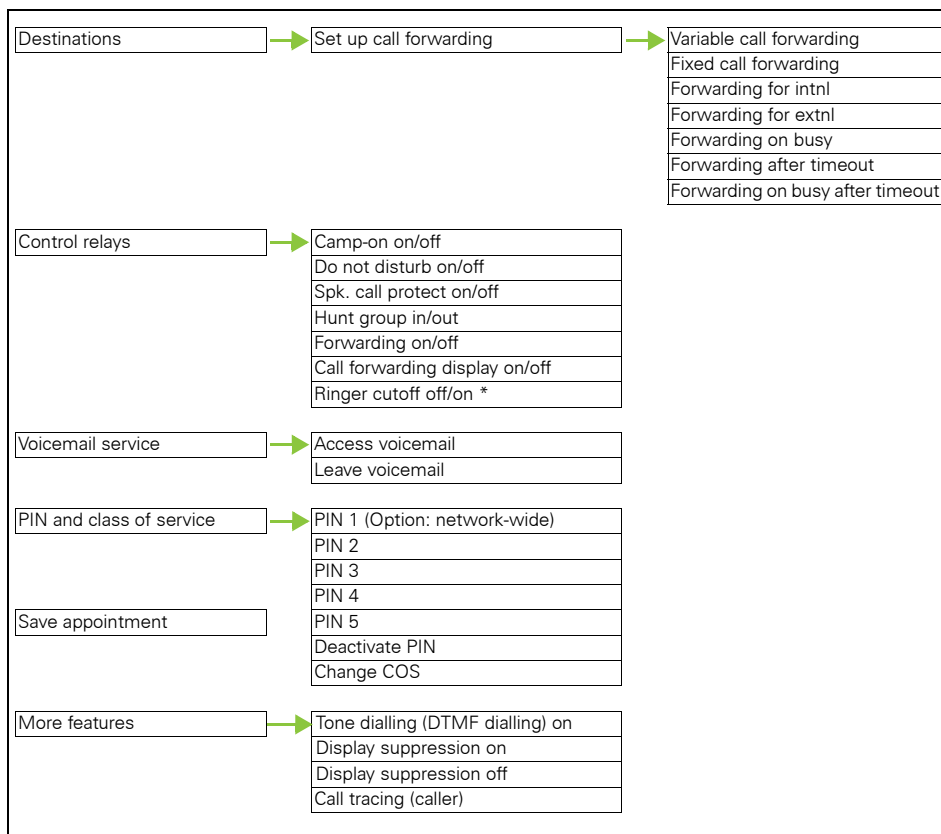 Destinations
Set up call forwarding
Variable call forwarding
Fixed call forwarding
Forwarding for intnl
Forwarding for extnl
Forwarding on busy
Forwarding after timeout
Forwarding on busy after timeout
Control relays
Camp-on on/off
Do not disturb on/off
Spk. call protect on/off
Hunt group in/out
Forwarding on/off
Call forwarding display on/off
Ringer cutoff off/on *
Voicemail service
Access voicemail
Leave voicemail
PIN and class of service
PIN 1 (Option: network-wide)
PIN 2
PIN 3
PIN 4
PIN 5
Deactivate PIN
Change COS
Save appointment
More features
Tone dialling (DTMF dialling) on
Display suppression on
Display suppression off
Call tracing (caller)